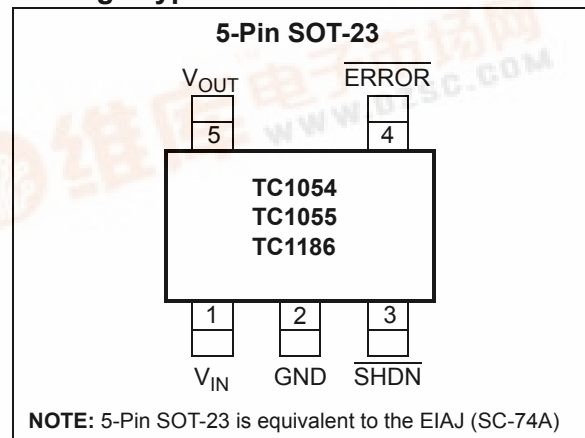 5-Pin SOT-23
VOUT ERROR
5 4
TC1054
TC1055
TC1186
1 2 3
VIN GND SHDN
NOTE: 5-Pin SOT-23 is equivalent to the EIAJ (SC-74A)